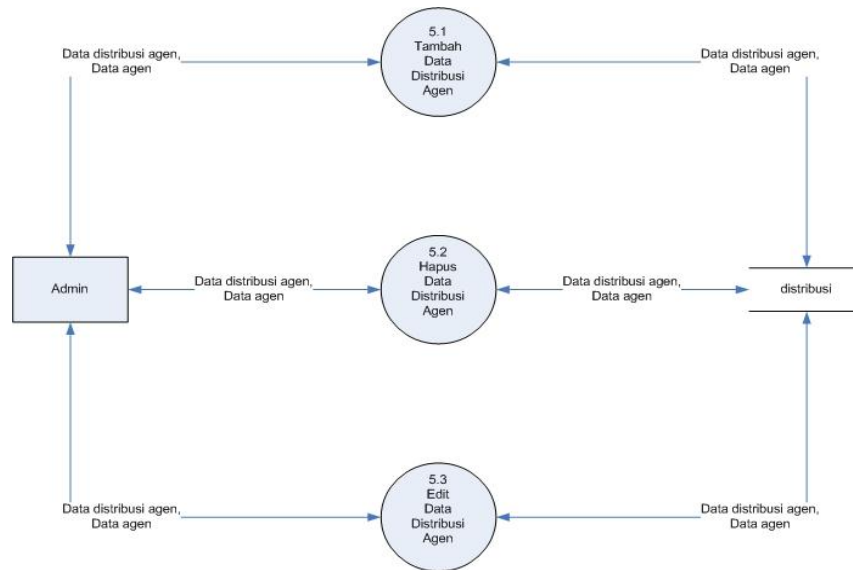 5.1
Tambah
Data
Distribusi
Agen
Data distribusi agen,
Data agen
Data distribusi agen,
Data agen
Admin
Data distribusi agen,
Data agen
5.2
Hapus
Data
Distribusi
Agen
Data distribusi agen,
Data agen
distribusi
Data distribusi agen,
Data agen
5.3
Edit
Data
Distribusi
Agen
Data distribusi agen,
Data agen